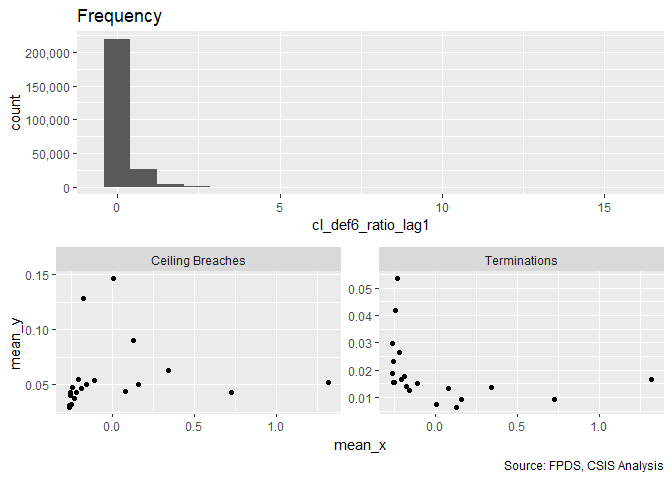 Frequency
200,000
150,000
100,000
50,000
0
count
0 5 10 15
cl_def6_ratio_lag1
Ceiling Breaches Terminations
0.15
0.10
0.05
mean_y
0.05
0.04
0.03
0.02
0.01
0.0 0.5 1.0
0.0 0.5 1.0
mean_x
Source: FPDS, CSIS Analysis